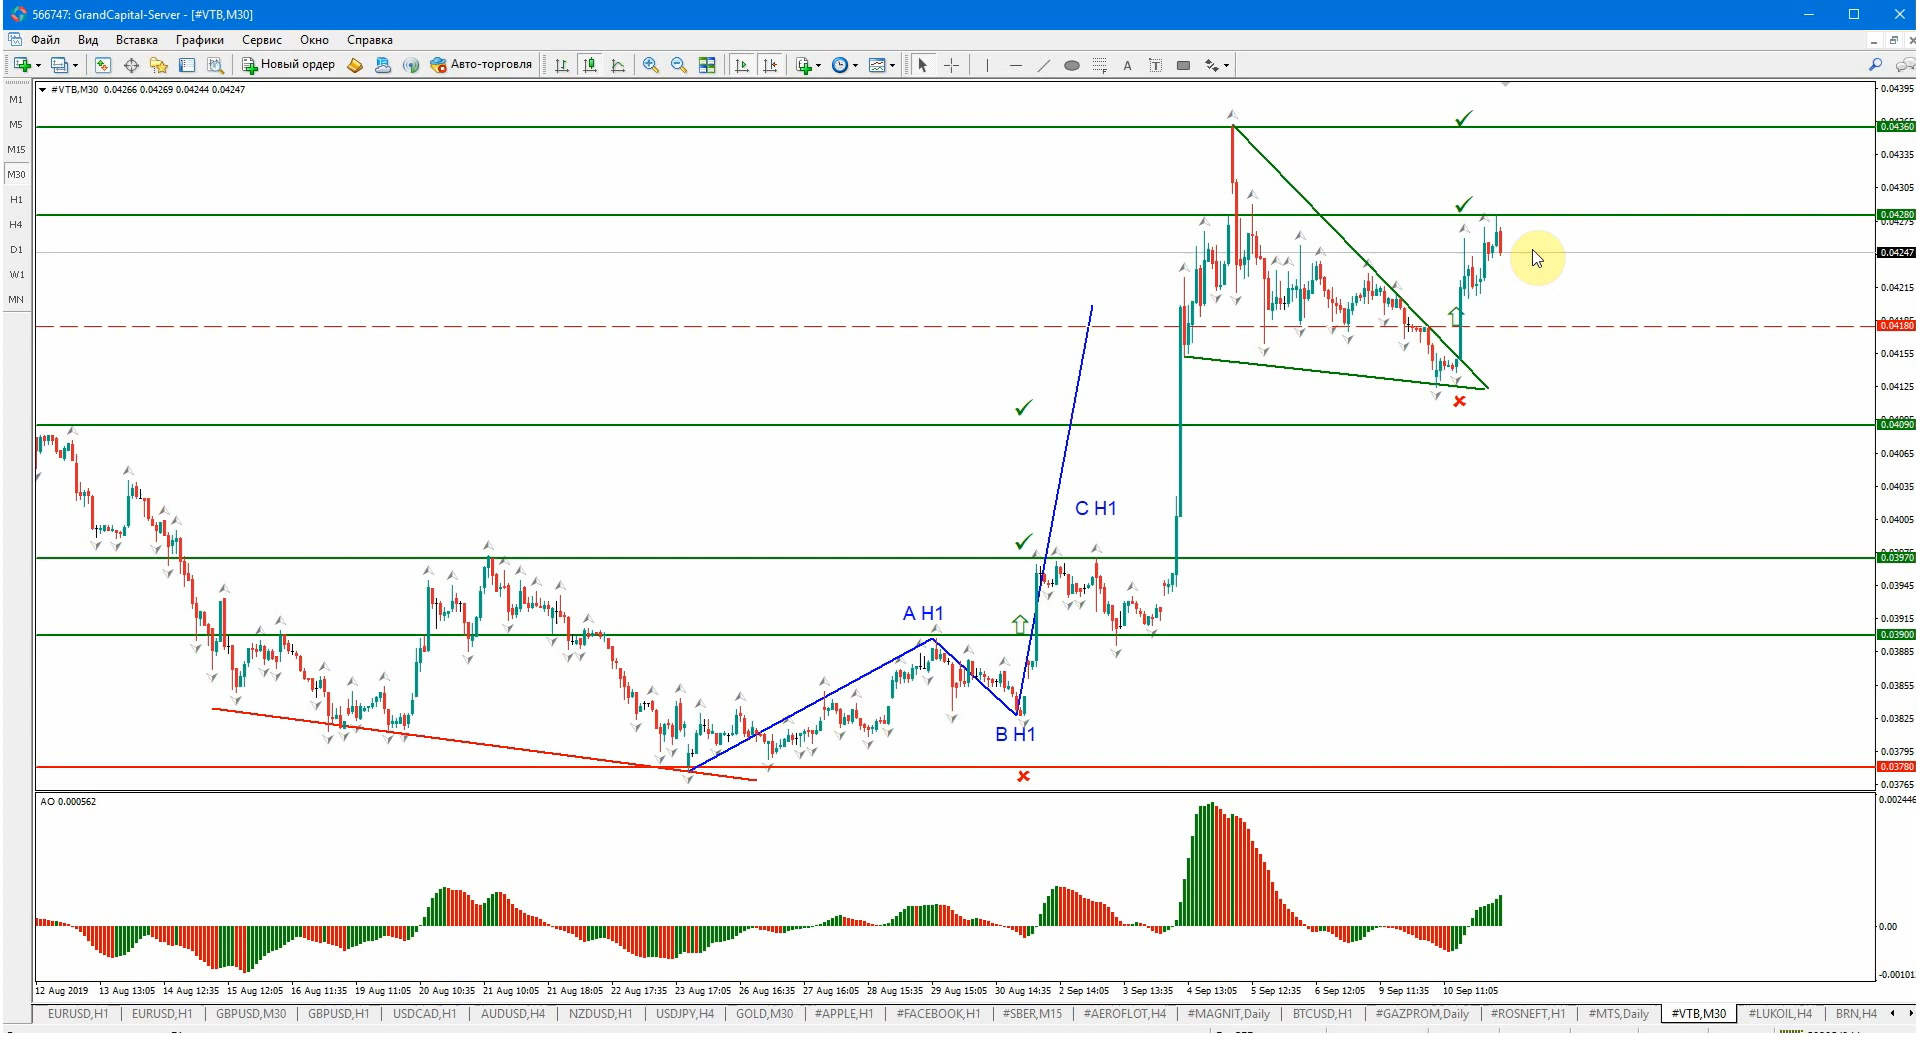 566747: GrandCapital-Server - [#VTB,M30]
Файл Вид Вставка Графики Сервис Окно Справка
Новый ордер Авто-торговля
M1
M5
M15
M30
H1
H4
D1
W1
MN
#VTB,M30 0.04266 0.04269 0.04244 0.04247
0.04395
0.04360
0.04335
0.04305
0.04280
0.04275
0.04247
0.04215
0.04180
0.04155
0.04125
0.04090
0.04065
0.04035
0.04005
0.03970
0.03945
0.03915
0.03900
0.03885
0.03855
0.03825
0.03795
0.03780
0.03765
A H1
B H1
C H1
AO 0.000562
0.002446
0.00
-0.00101
12 Aug 2019 13 Aug 13:05 14 Aug 12:35 15 Aug 12:05 16 Aug 11:35 19 Aug 11:05 20 Aug 10:35 21 Aug 10:05 21 Aug 18:05 22 Aug 17:35 23 Aug 17:05 26 Aug 16:35 27 Aug 16:05 28 Aug 15:35 29 Aug 15:05 30 Aug 14:35 2 Sep 14:05 3 Sep 13:35 4 Sep 13:05 5 Sep 12:35 6 Sep 12:05 9 Sep 11:35 10 Sep 11:05
EURUSD,H1 EURUSD,H1 GBPUSD,M30 GBPUSD,H1 USDCAD,H1 AUDUSD,H4 NZDUSD,H1 USDJPY,H4 GOLD,M30 #APPLE,H1 #FACEBOOK,H1 #SBER,M15 #AEROFLOT,H4 #MAGNIT,Daily BTCUSD,H1 #GAZPROM,Daily #ROSNEFT,H1 #MTS,Daily #VTB,M30 #LUKOIL,H4 BRN,H4